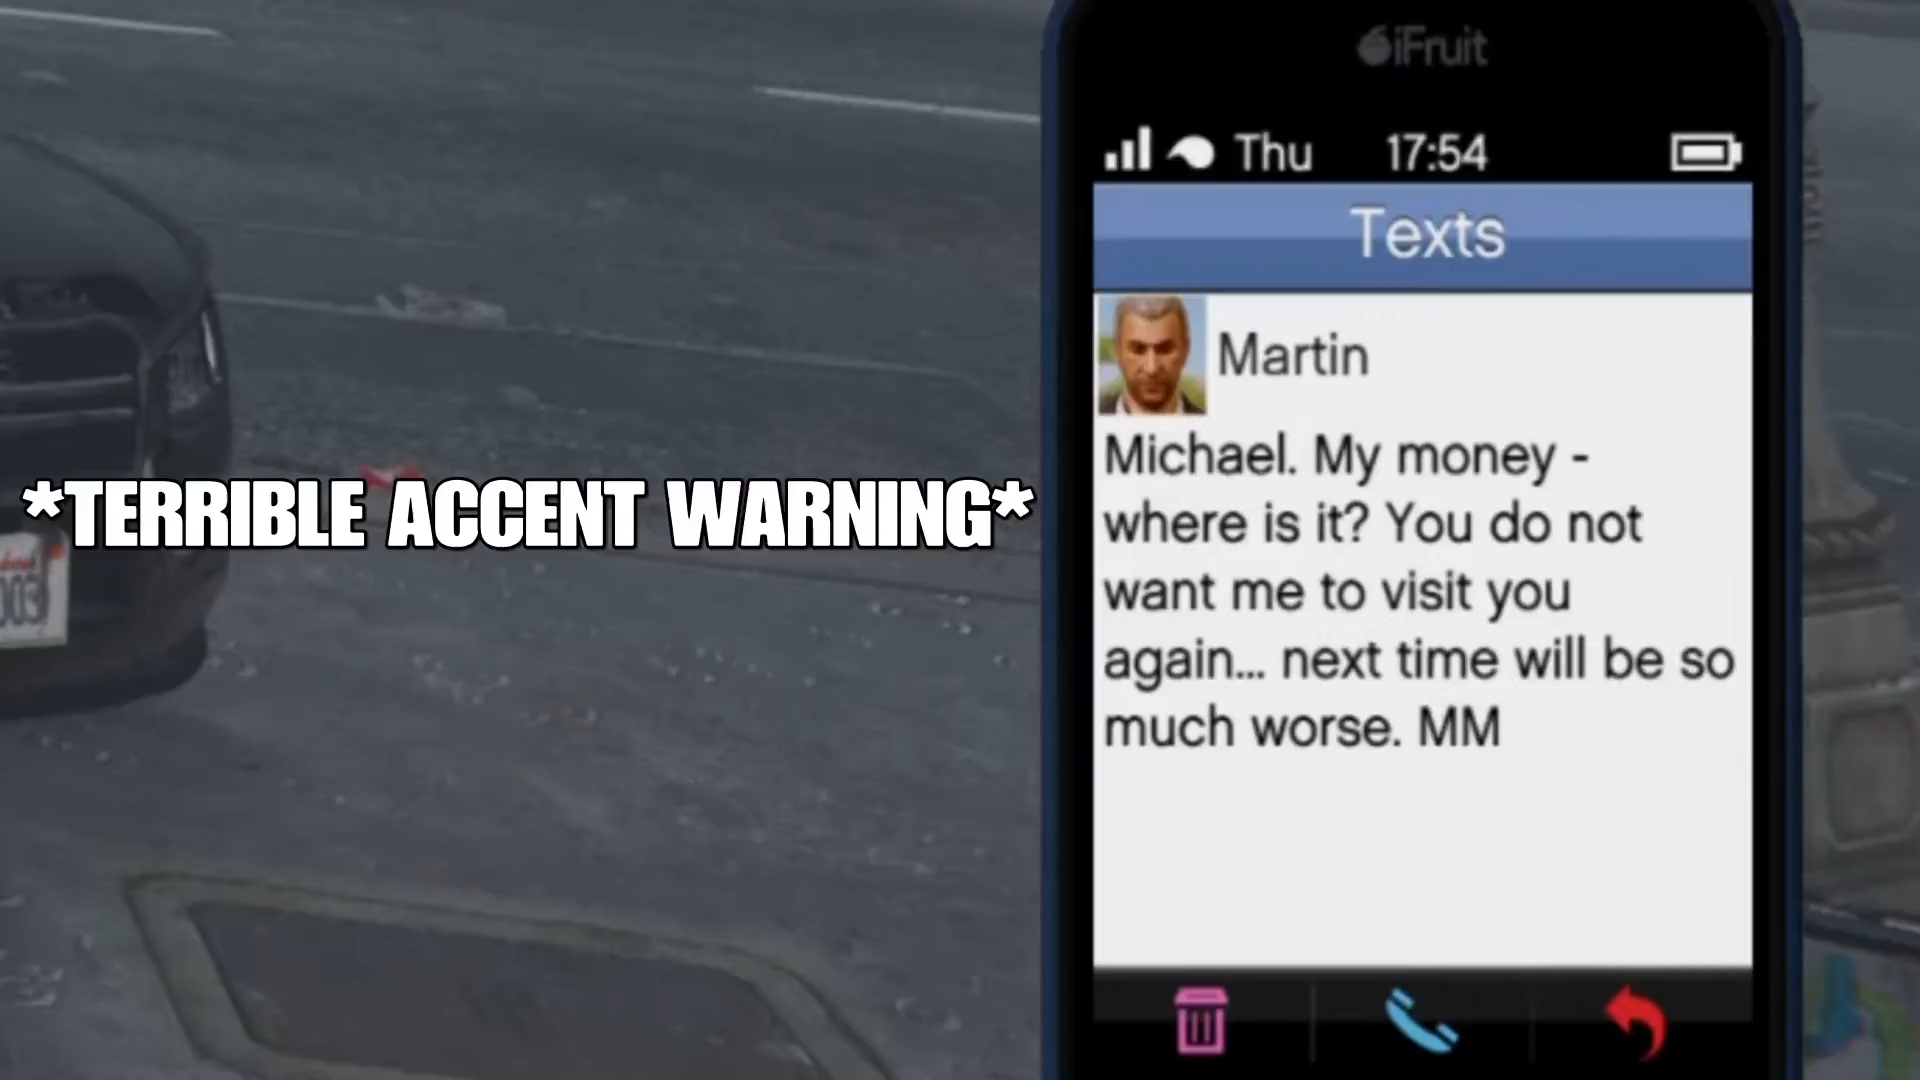 iFruit
Thu 17:54
Texts
Martin
Michael. My money -
where is it? You do not
want me to visit you
again... next time will be so
much worse. MM
*TERRIBLE ACCENT WARNING*
003